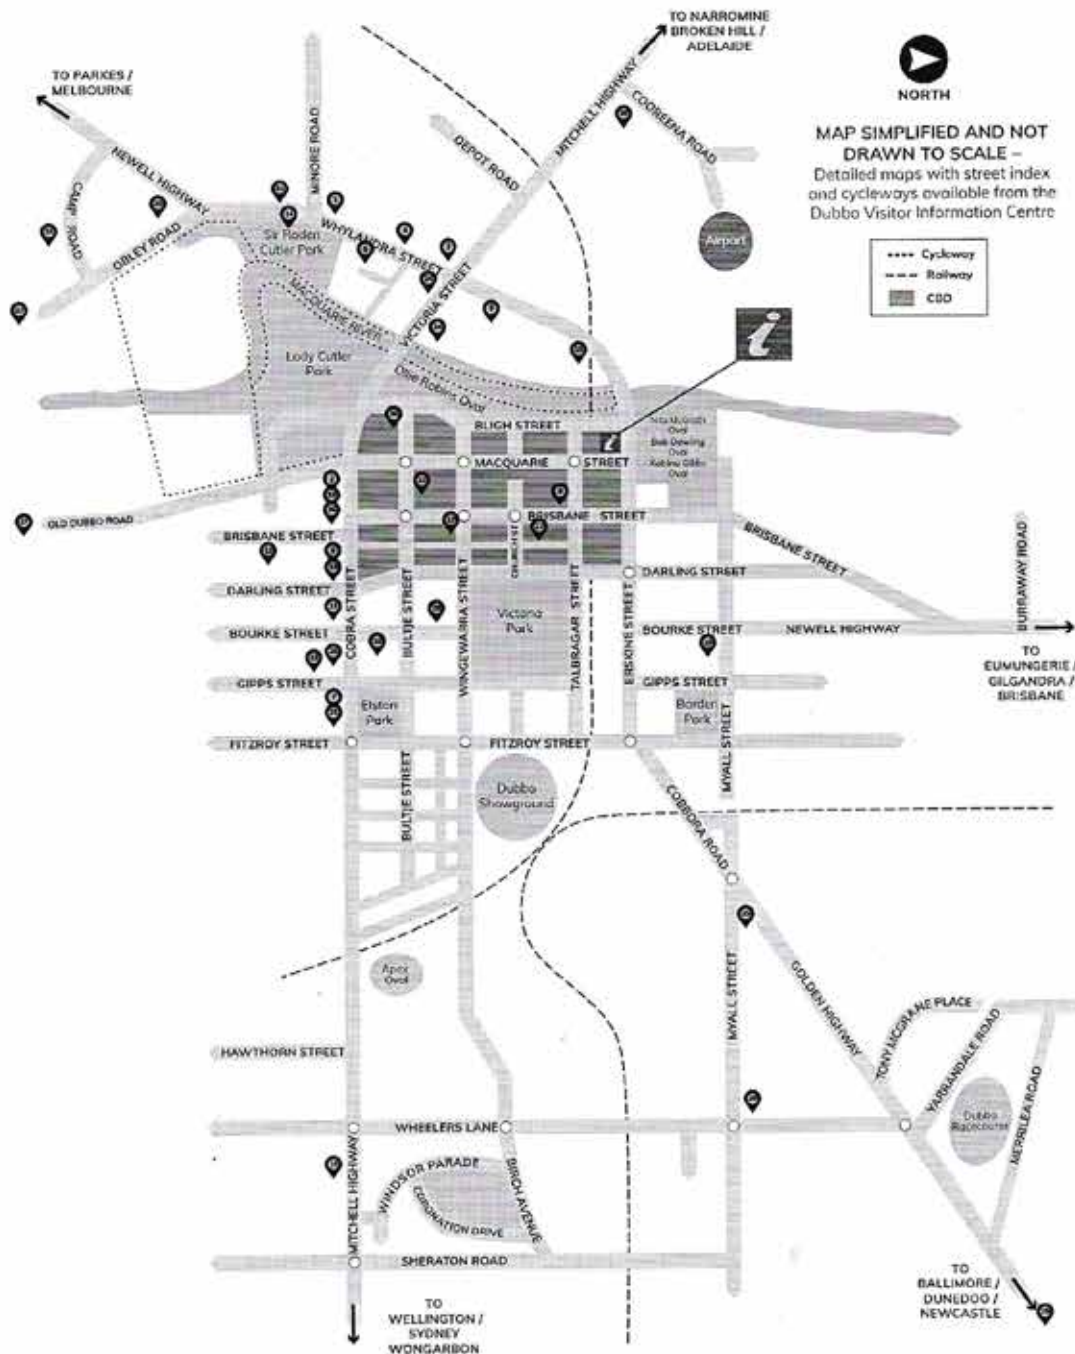 TO NARROMINE
BROKEN HILL /
ADELAIDE
TO PARKES /
MELBOURNE
NORTH
MAP SIMPLIFIED AND NOT
DRAWN TO SCALE –
Detailed maps with street index
and cycleways available from the
Dubbo Visitor Information Centre
Cycleway
Railway
CBD
NEWELL HIGHWAY
MINORE ROAD
DEPOT ROAD
MITCHELL HIGHWAY
COOREENA ROAD
CAMP ROAD
OBLEY ROAD
Sir Roden
Cutler Park
WHYLANDRA STREET
Airport
MACQUARIE RIVER
VICTORIA STREET
Lady Cutler
Park
Ollie Robins Oval
BLIGH STREET
Oval
Bob Dowling
Oval
Oval
MACQUARIE STREET
OLD DUBBO ROAD
BRISBANE STREET
BRISBANE STREET
BRISBANE STREET
CHURCH ST
DARLING STREET
DARLING STREET
BURRAWAY ROAD
COBRA STREET
BULTJE STREET
WINGEWARRA STREET
Victoria
Park
TALBRAGAR STREET
ERSKINE STREET
BOURKE STREET
BOURKE STREET
NEWELL HIGHWAY
TO
EUMUNGERIE /
GILGANDRA /
BRISBANE
GIPPS STREET
GIPPS STREET
Elston
Park
Borden
Park
MYALL STREET
FITZROY STREET
FITZROY STREET
BULTJE STREET
Dubbo
Showground
COBBORA ROAD
Apex
Oval
MYALL STREET
GOLDEN HIGHWAY
TONY MCGRANE PLACE
YARRANDALE ROAD
MERRILEA ROAD
HAWTHORN STREET
Dubbo
Racecourse
WHEELERS LANE
MITCHELL HIGHWAY
WINDSOR PARADE
CORONATION DRIVE
BIRCH AVENUE
SHERATON ROAD
TO
WELLINGTON /
SYDNEY
WONGARBON
TO
BALLIMORE /
DUNEDOO /
NEWCASTLE